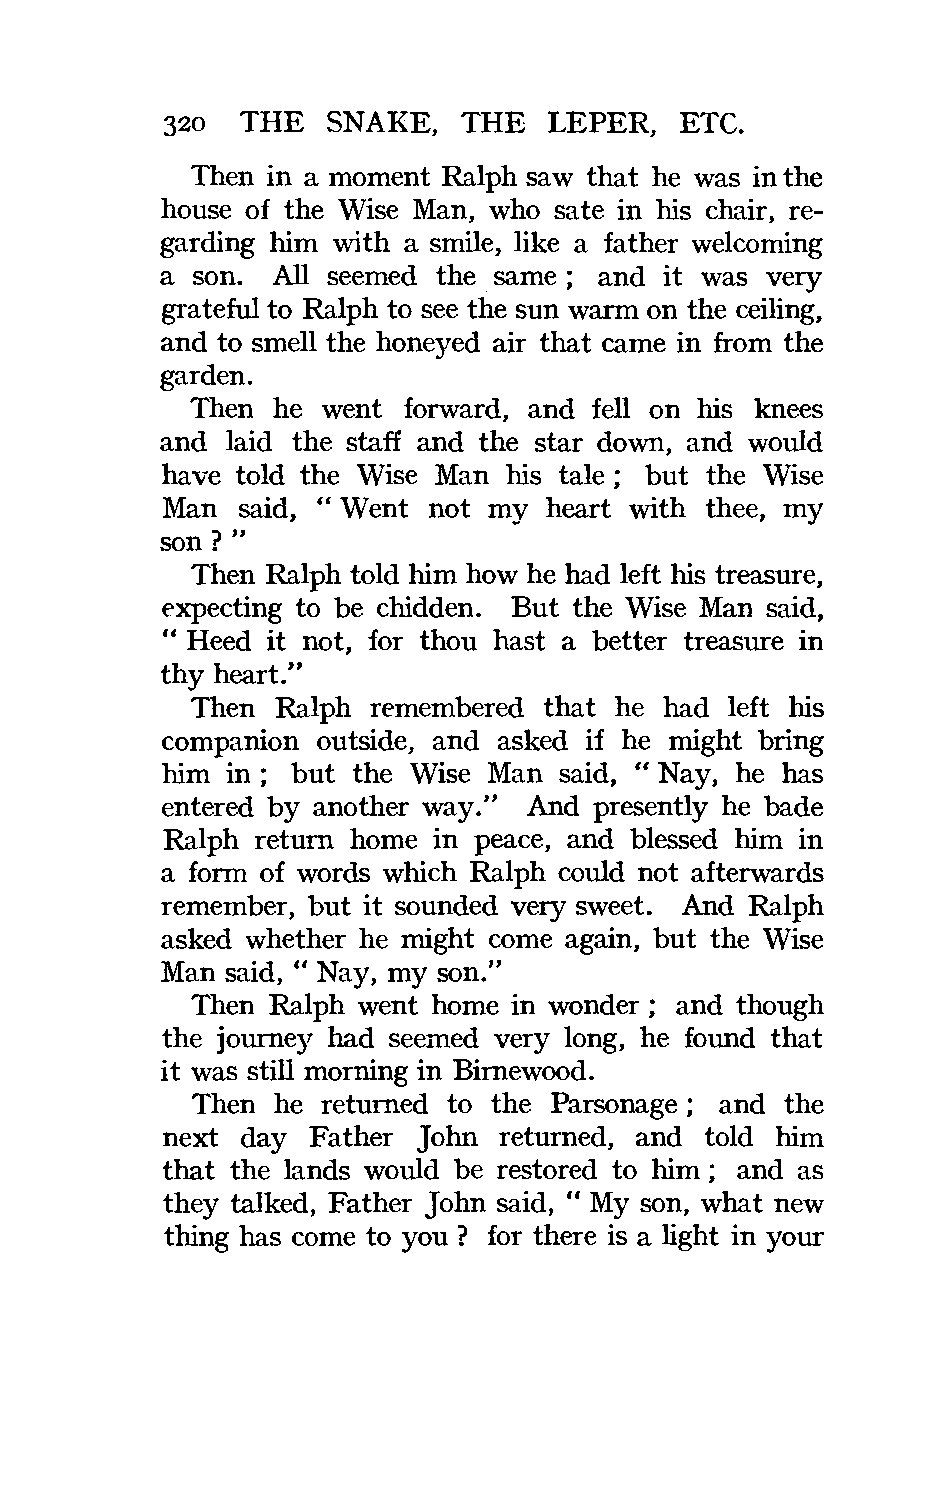 320 THE SNAKE, THE LEPER, ETC.
Then in a moment Ralph saw that he was in the
house of the Wise Man, who sate in his chair, re-
garding him with a smile, like a father welcoming
a son. All seemed the same ; and it was very
grateful to Ralph to see the sun warm on the ceiling,
and to smell the honeyed air that came in from the
garden.
Then he went forward, and fell on his knees
and laid the staff and the star down, and would
have told the Wise Man his tale ; but the Wise
Man said, “ Went not my heart with thee, my
son ? ”
Then Ralph told him how he had left his treasure,
expecting to be chidden. But the Wise Man said,
“ Heed it not, for thou hast a better treasure in
thy heart.”
Then Ralph remembered that he had left his
companion outside, and asked if he might bring
him in ; but the Wise Man said, “ Nay, he has
entered by another way.” And presently he bade
Ralph return home in peace, and blessed him in
a form of words which Ralph could not afterwards
remember, but it sounded very sweet. And Ralph
asked whether he might come again, but the Wise
Man said, “ Nay, my son.”
Then Ralph went home in wonder ; and though
the journey had seemed very long, he found that
it was still morning in Birnewood.
Then he returned to the Parsonage ; and the
next day Father John returned, and told him
that the lands would be restored to him ; and as
they talked, Father John said, “ My son, what new
thing has come to you ? for there is a light in your